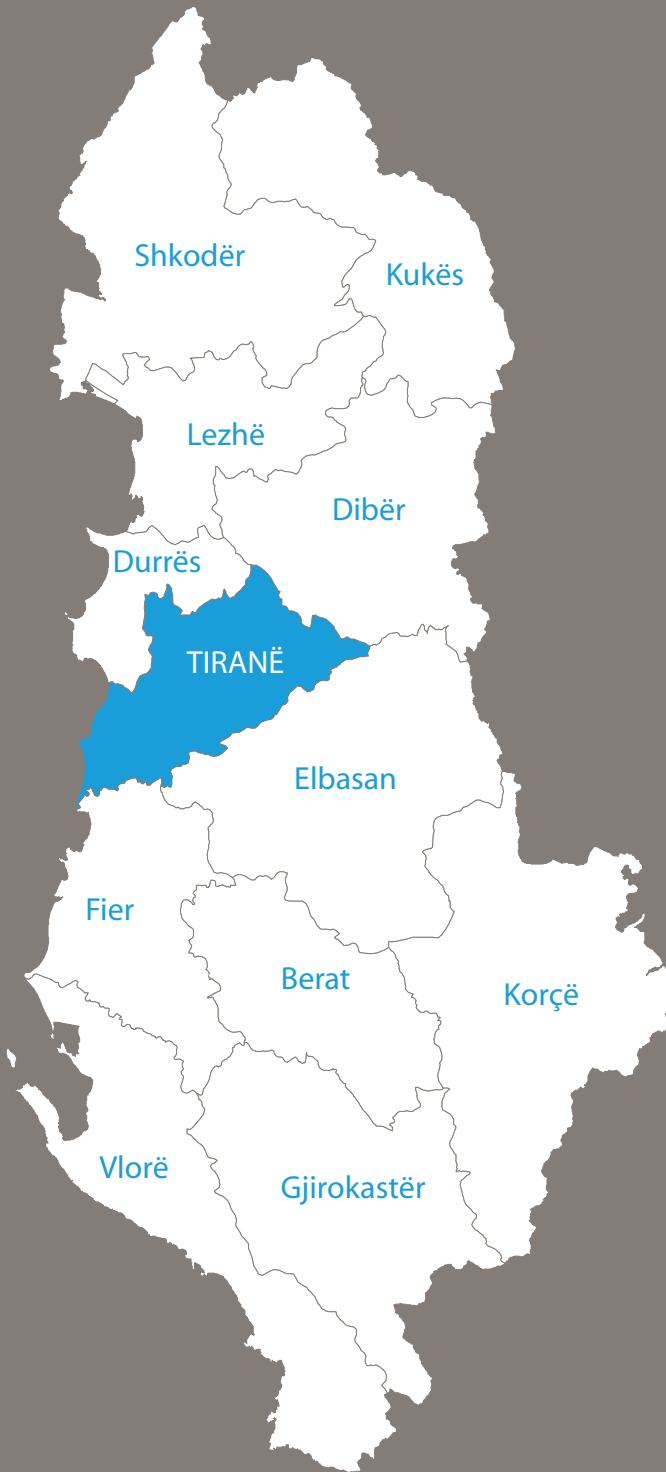 Shkodër
Kukës
Lezhë
Dibër
Durrës
TIRANË
Elbasan
Fier
Berat
Korçë
Vlorë
Gjirokastër